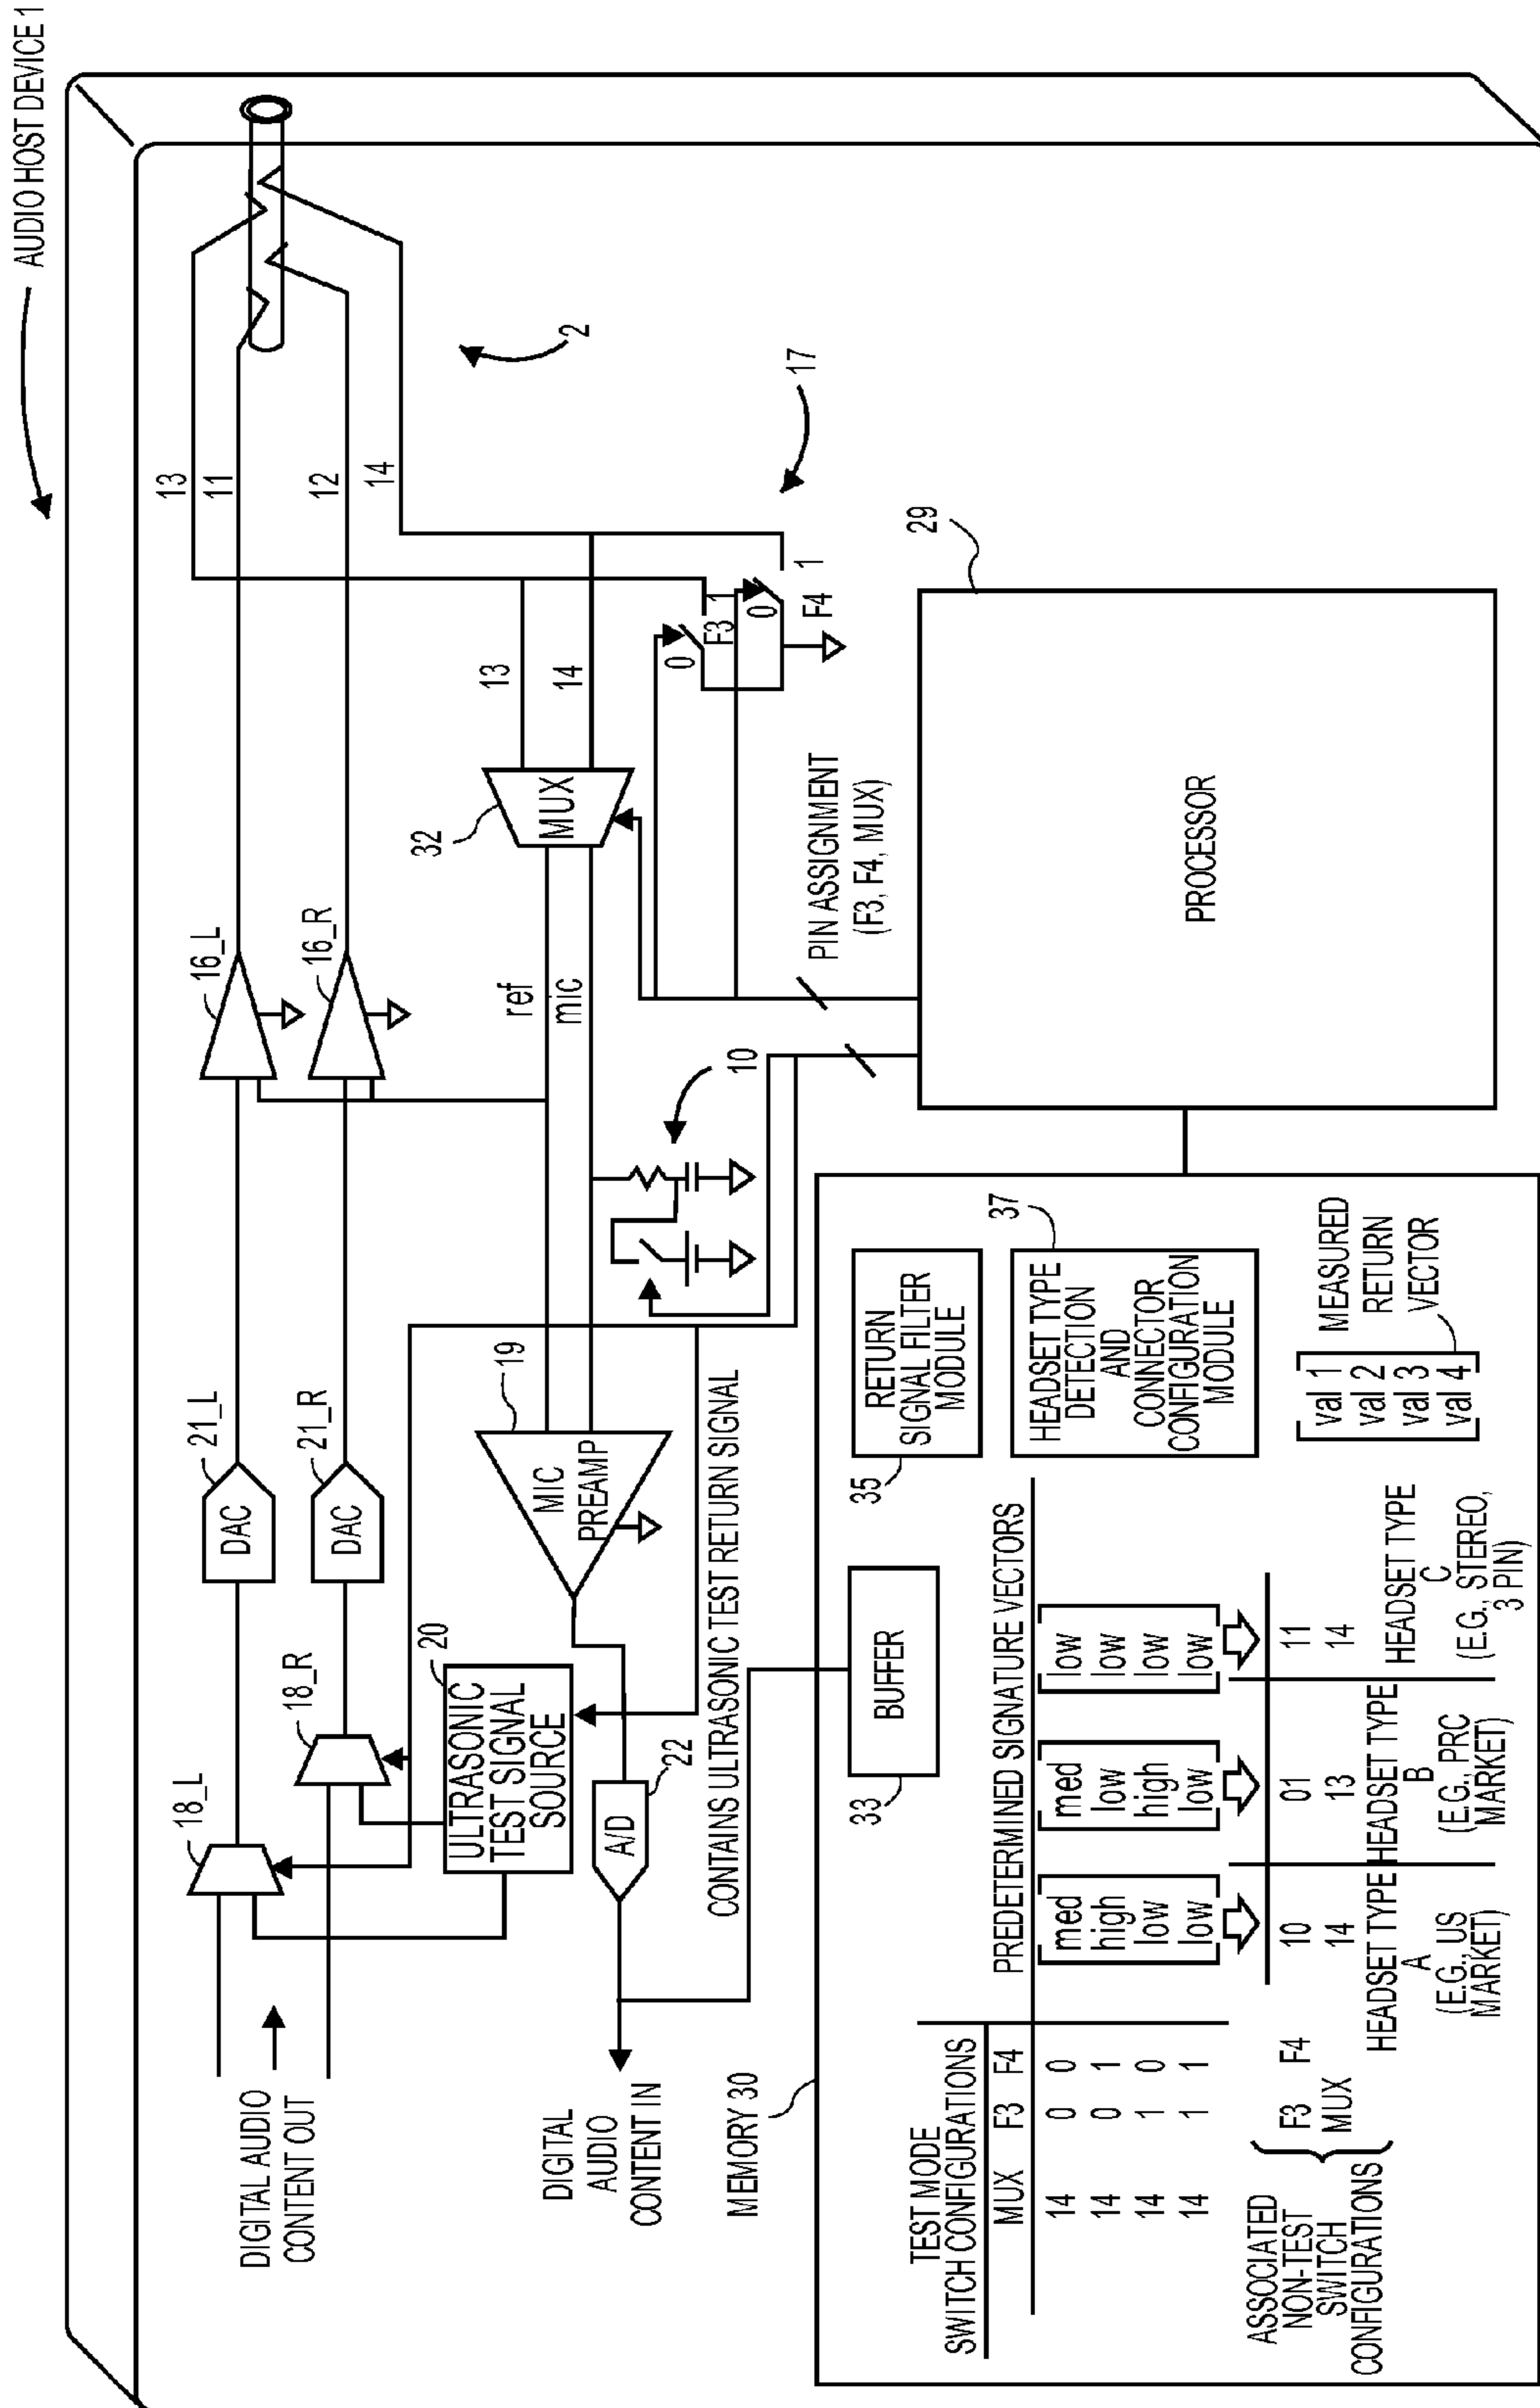 AUDIO HOST DEVICE 1
DIGITAL AUDIO
CONTENT OUT
18_L
18_R
DAC
21_L
DAC
21_R
16_L
16_R
13
11
12
14
2
17
ULTRASONIC
TEST SIGNAL
SOURCE
20
A/D
22
MIC
PREAMP
19
ref
mic
10
32
MUX
13
14
0
F3
1
0
F4
1
DIGITAL
AUDIO
CONTENT IN
CONTAINS ULTRASONIC TEST RETURN SIGNAL
PIN ASSIGNMENT
(F3, F4, MUX)
29
PROCESSOR
MEMORY 30
33
BUFFER
35
RETURN
SIGNAL FILTER
MODULE
37
HEADSET TYPE
DETECTION
AND
CONNECTOR
CONFIGURATION
MODULE
TEST MODE
SWITCH CONFIGURATIONS
MUX F3 F4
14 0 0
14 0 1
14 1 0
14 1 1
PREDETERMINED SIGNATURE VECTORS
med
high
low
low
med
low
high
low
low
low
low
low
val 1
val 2
val 3
val 4
MEASURED
RETURN
VECTOR
ASSOCIATED
NON-TEST
SWITCH
CONFIGURATIONS
F3 F4
MUX
10
14
HEADSET TYPE
A
(E.G., US
MARKET)
01
13
HEADSET TYPE
B
(E.G., PRC
MARKET)
11
14
HEADSET TYPE
C
(E.G., STEREO,
3 PIN)